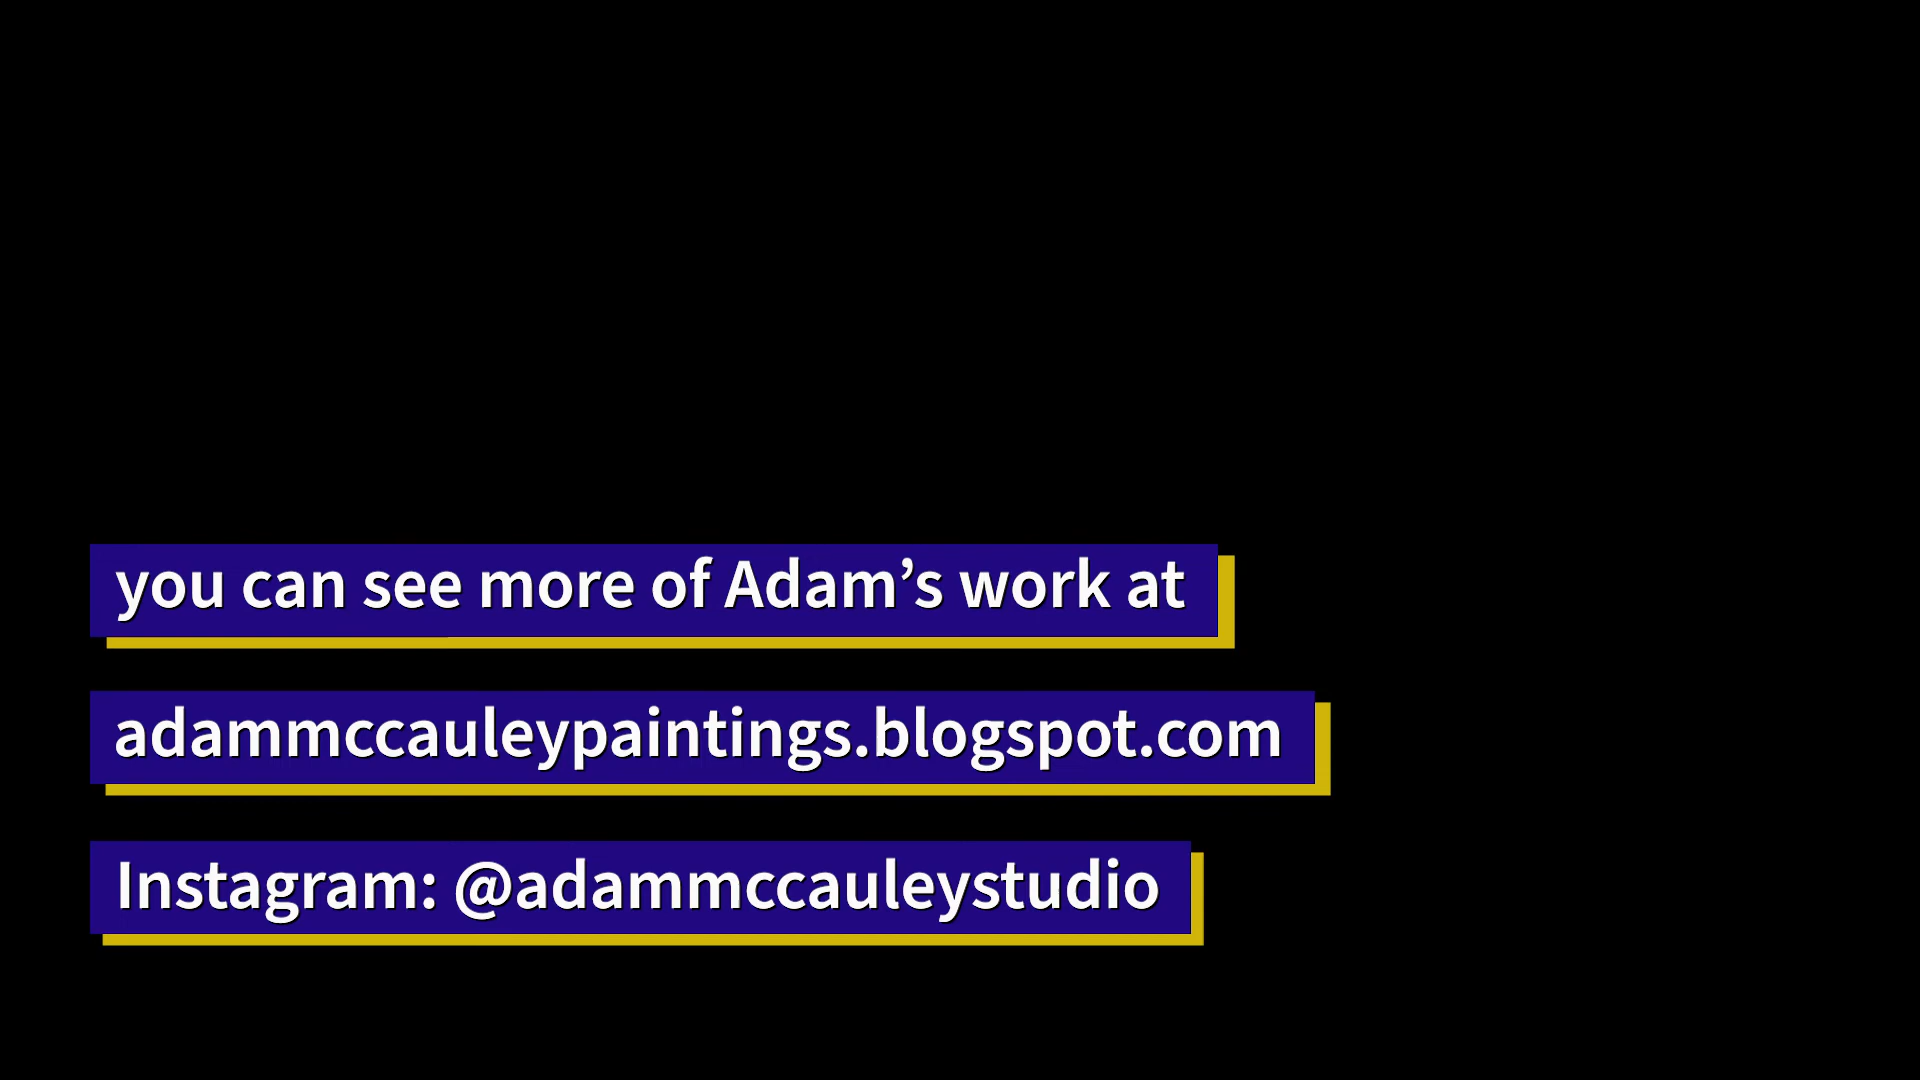 you can see more of Adam’s work at
adammccauleypaintings.blogspot.com
Instagram: @adammccauleystudio